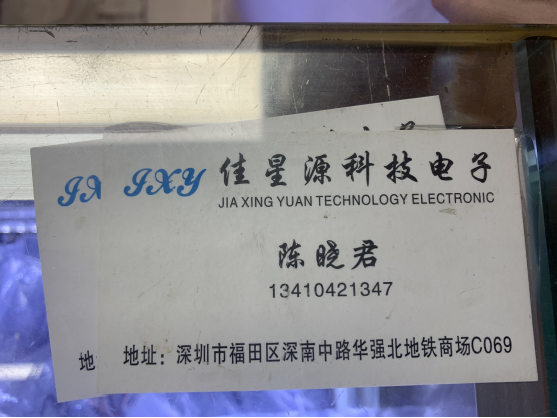 JXY 佳星源科技电子
JIA XING YUAN TECHNOLOGY ELECTRONIC
陈晓君
13410421347
地址：深圳市福田区深南中路华强北地铁商场C069
JX
地